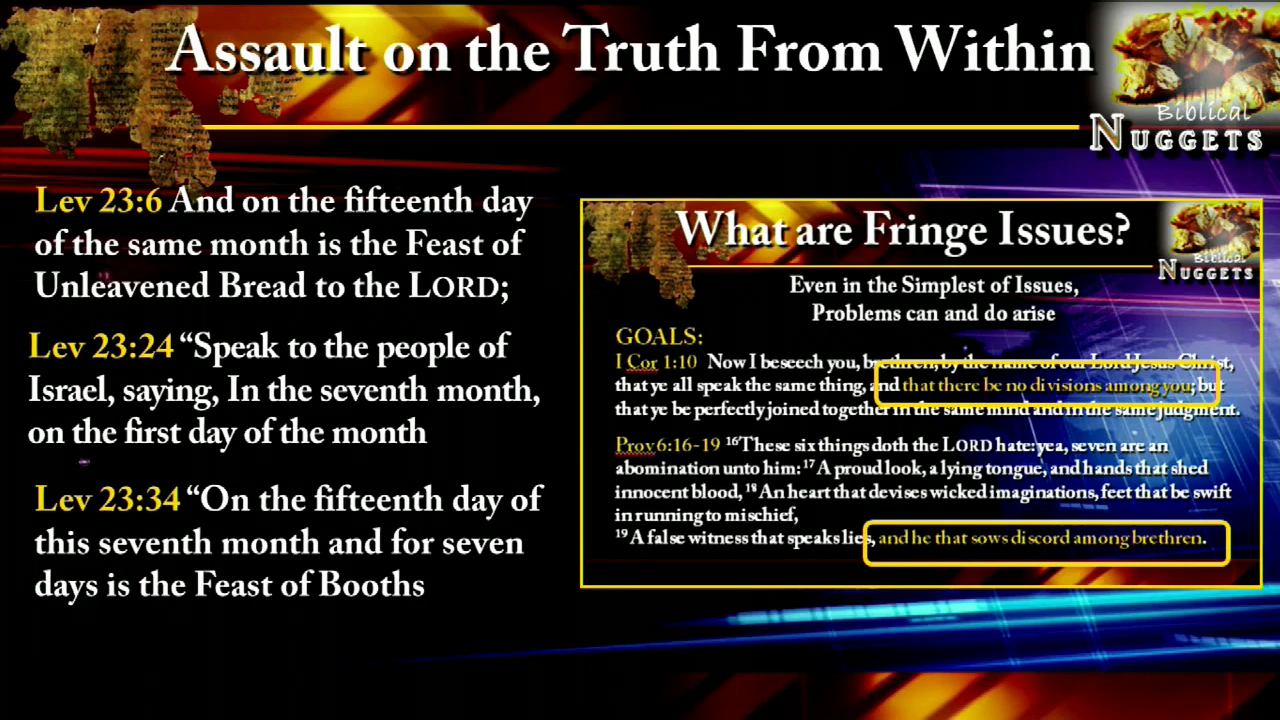 Assault on the Truth From Within
Biblical
NUGGETS
Lev 23:6 And on the fifteenth day
of the same month is the Feast of
Unleavened Bread to the LORD;
Lev 23:24 “Speak to the people of
Israel, saying, In the seventh month,
on the first day of the month
Lev 23:34 “On the fifteenth day of
this seventh month and for seven
days is the Feast of Booths
What are Fringe Issues?
Biblical
NUGGETS
Even in the Simplest of Issues,
Problems can and do arise
GOALS:
I Cor 1:10 Now I beseech you, brethren, by the name of our Lord Jesus Christ,
that ye all speak the same thing, and that there be no divisions among you; but
that ye be perfectly joined together in the same mind and in the same judgment.
Prov 6:16-19 16 These six things doth the LORD hate: yea, seven are an
abomination unto him: 17 A proud look, a lying tongue, and hands that shed
innocent blood, 18 An heart that devises wicked imaginations, feet that be swift
in running to mischief,
19 A false witness that speaks lies, and he that sows discord among brethren.